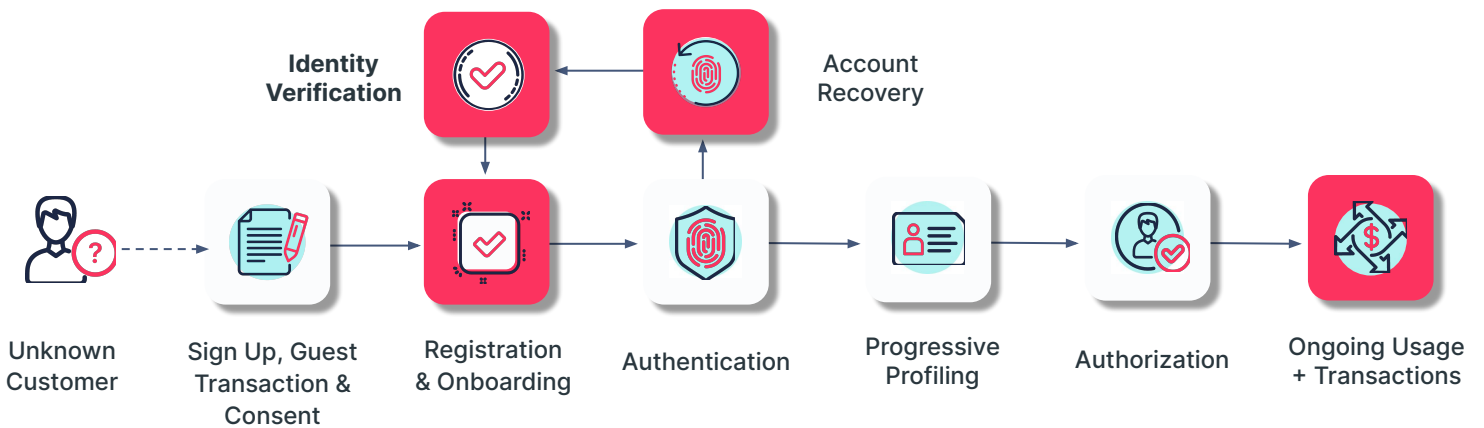 Identity
Verification
Account
Recovery
?
$
Unknown
Customer
Sign Up, Guest
Transaction &
Consent
Registration
& Onboarding
Authentication
Progressive
Profiling
Authorization
Ongoing Usage
+ Transactions